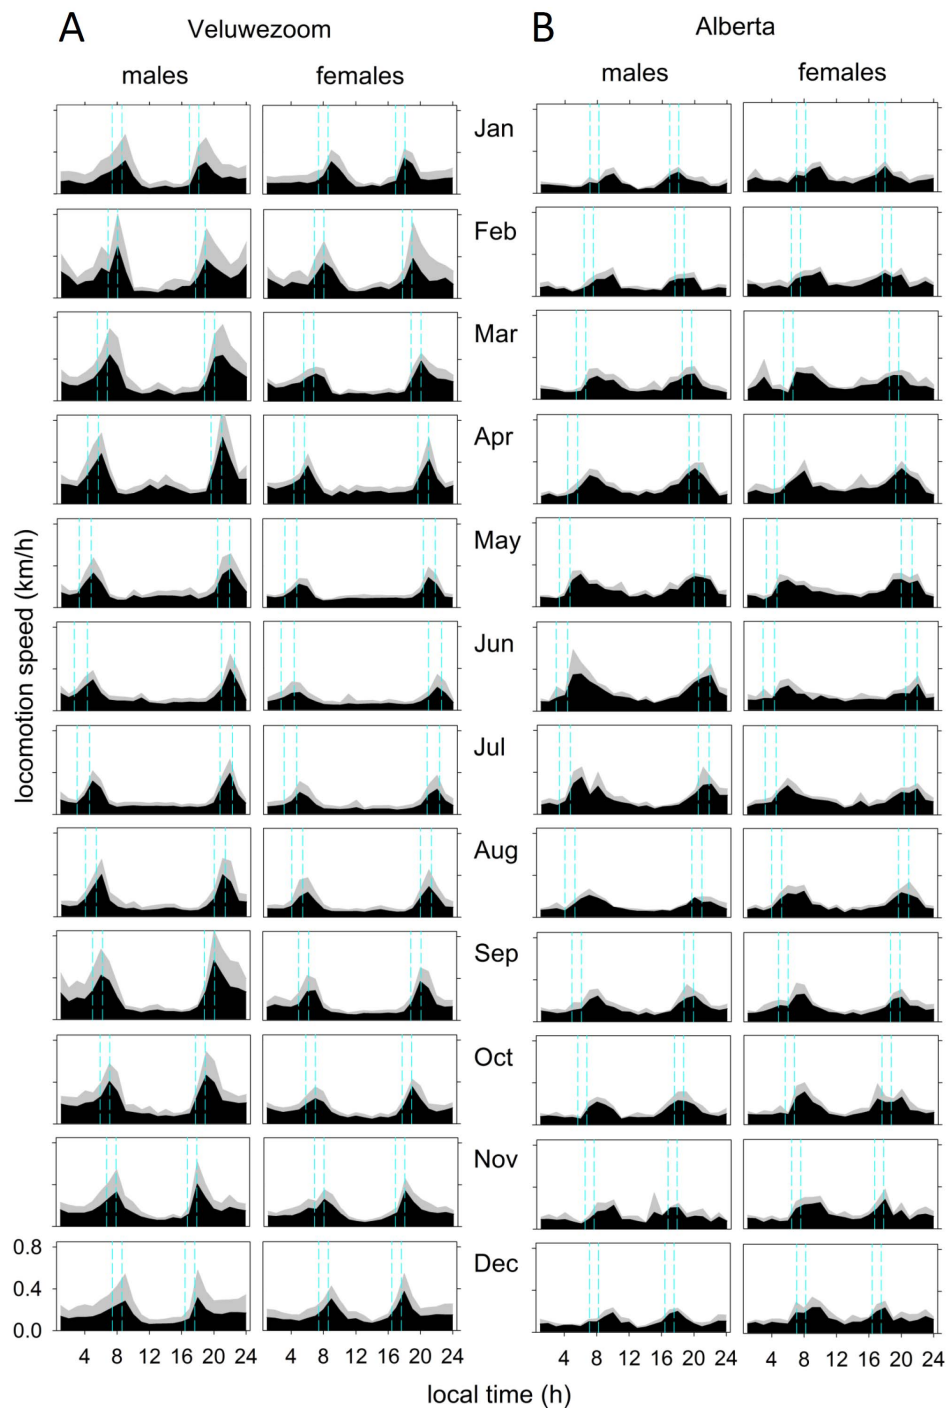 A Veluwezoom B Alberta
males females males females
Jan
Feb
Mar
Apr
May
Jun
Jul
Aug
Sep
Oct
Nov
Dec
locomotion speed (km/h)
0.8
0.4
0.0
4 8 12 16 20 24 4 8 12 16 20 24 4 8 12 16 20 24 4 8 12 16 20 24
local time (h)